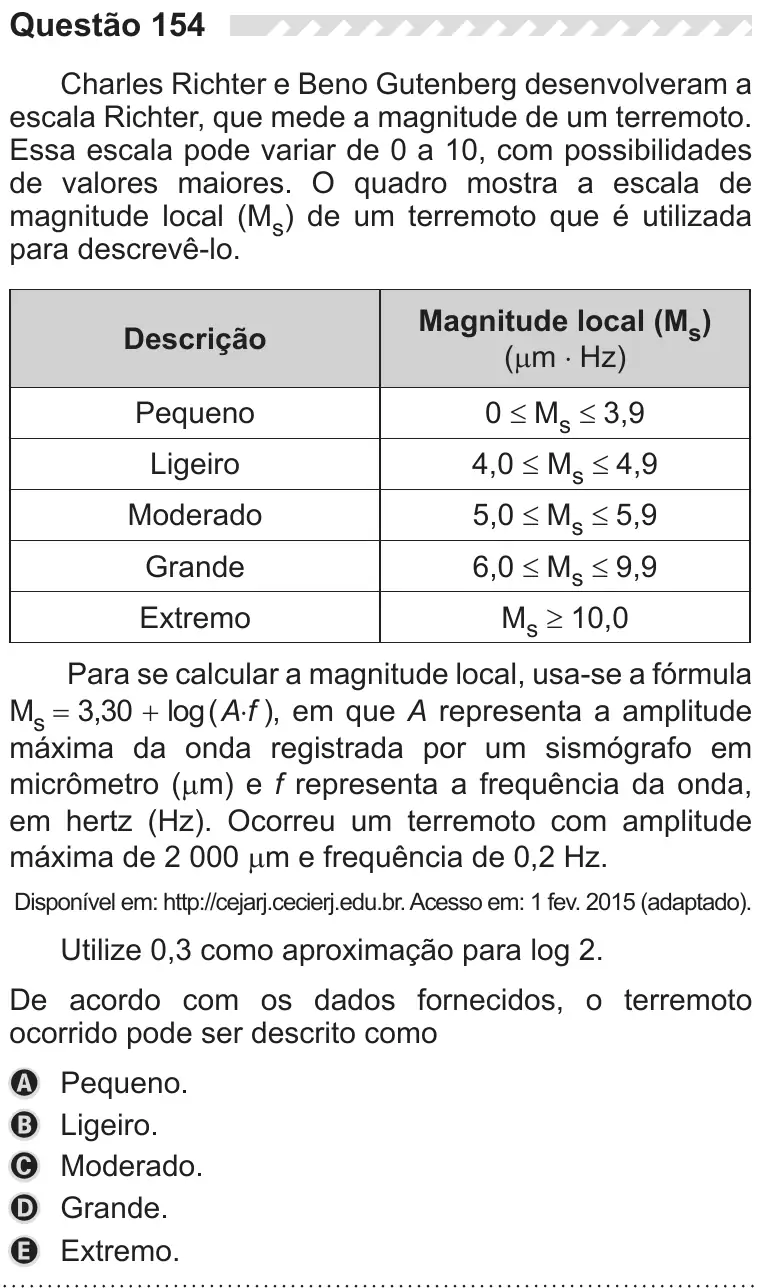 Questão 154
Charles Richter e Beno Gutenberg desenvolveram a
escala Richter, que mede a magnitude de um terremoto.
Essa escala pode variar de 0 a 10, com possibilidades
de valores maiores. O quadro mostra a escala de
magnitude local (Ms) de um terremoto que é utilizada
para descrevê-lo.
Descrição
Magnitude local (Ms)
(μm · Hz)
Pequeno
0 ≤ Ms ≤ 3,9
Ligeiro
4,0 ≤ Ms ≤ 4,9
Moderado
5,0 ≤ Ms ≤ 5,9
Grande
6,0 ≤ Ms ≤ 9,9
Extremo
Ms ≥ 10,0
Para se calcular a magnitude local, usa-se a fórmula
Ms = 3,30 + log(A·f), em que A representa a amplitude
máxima da onda registrada por um sismógrafo em
micrômetro (μm) e f representa a frequência da onda,
em hertz (Hz). Ocorreu um terremoto com amplitude
máxima de 2 000 μm e frequência de 0,2 Hz.
Disponível em: http://cejarj.cecierj.edu.br. Acesso em: 1 fev. 2015 (adaptado).
Utilize 0,3 como aproximação para log 2.
De acordo com os dados fornecidos, o terremoto
ocorrido pode ser descrito como
A Pequeno.
B Ligeiro.
C Moderado.
D Grande.
E Extremo.